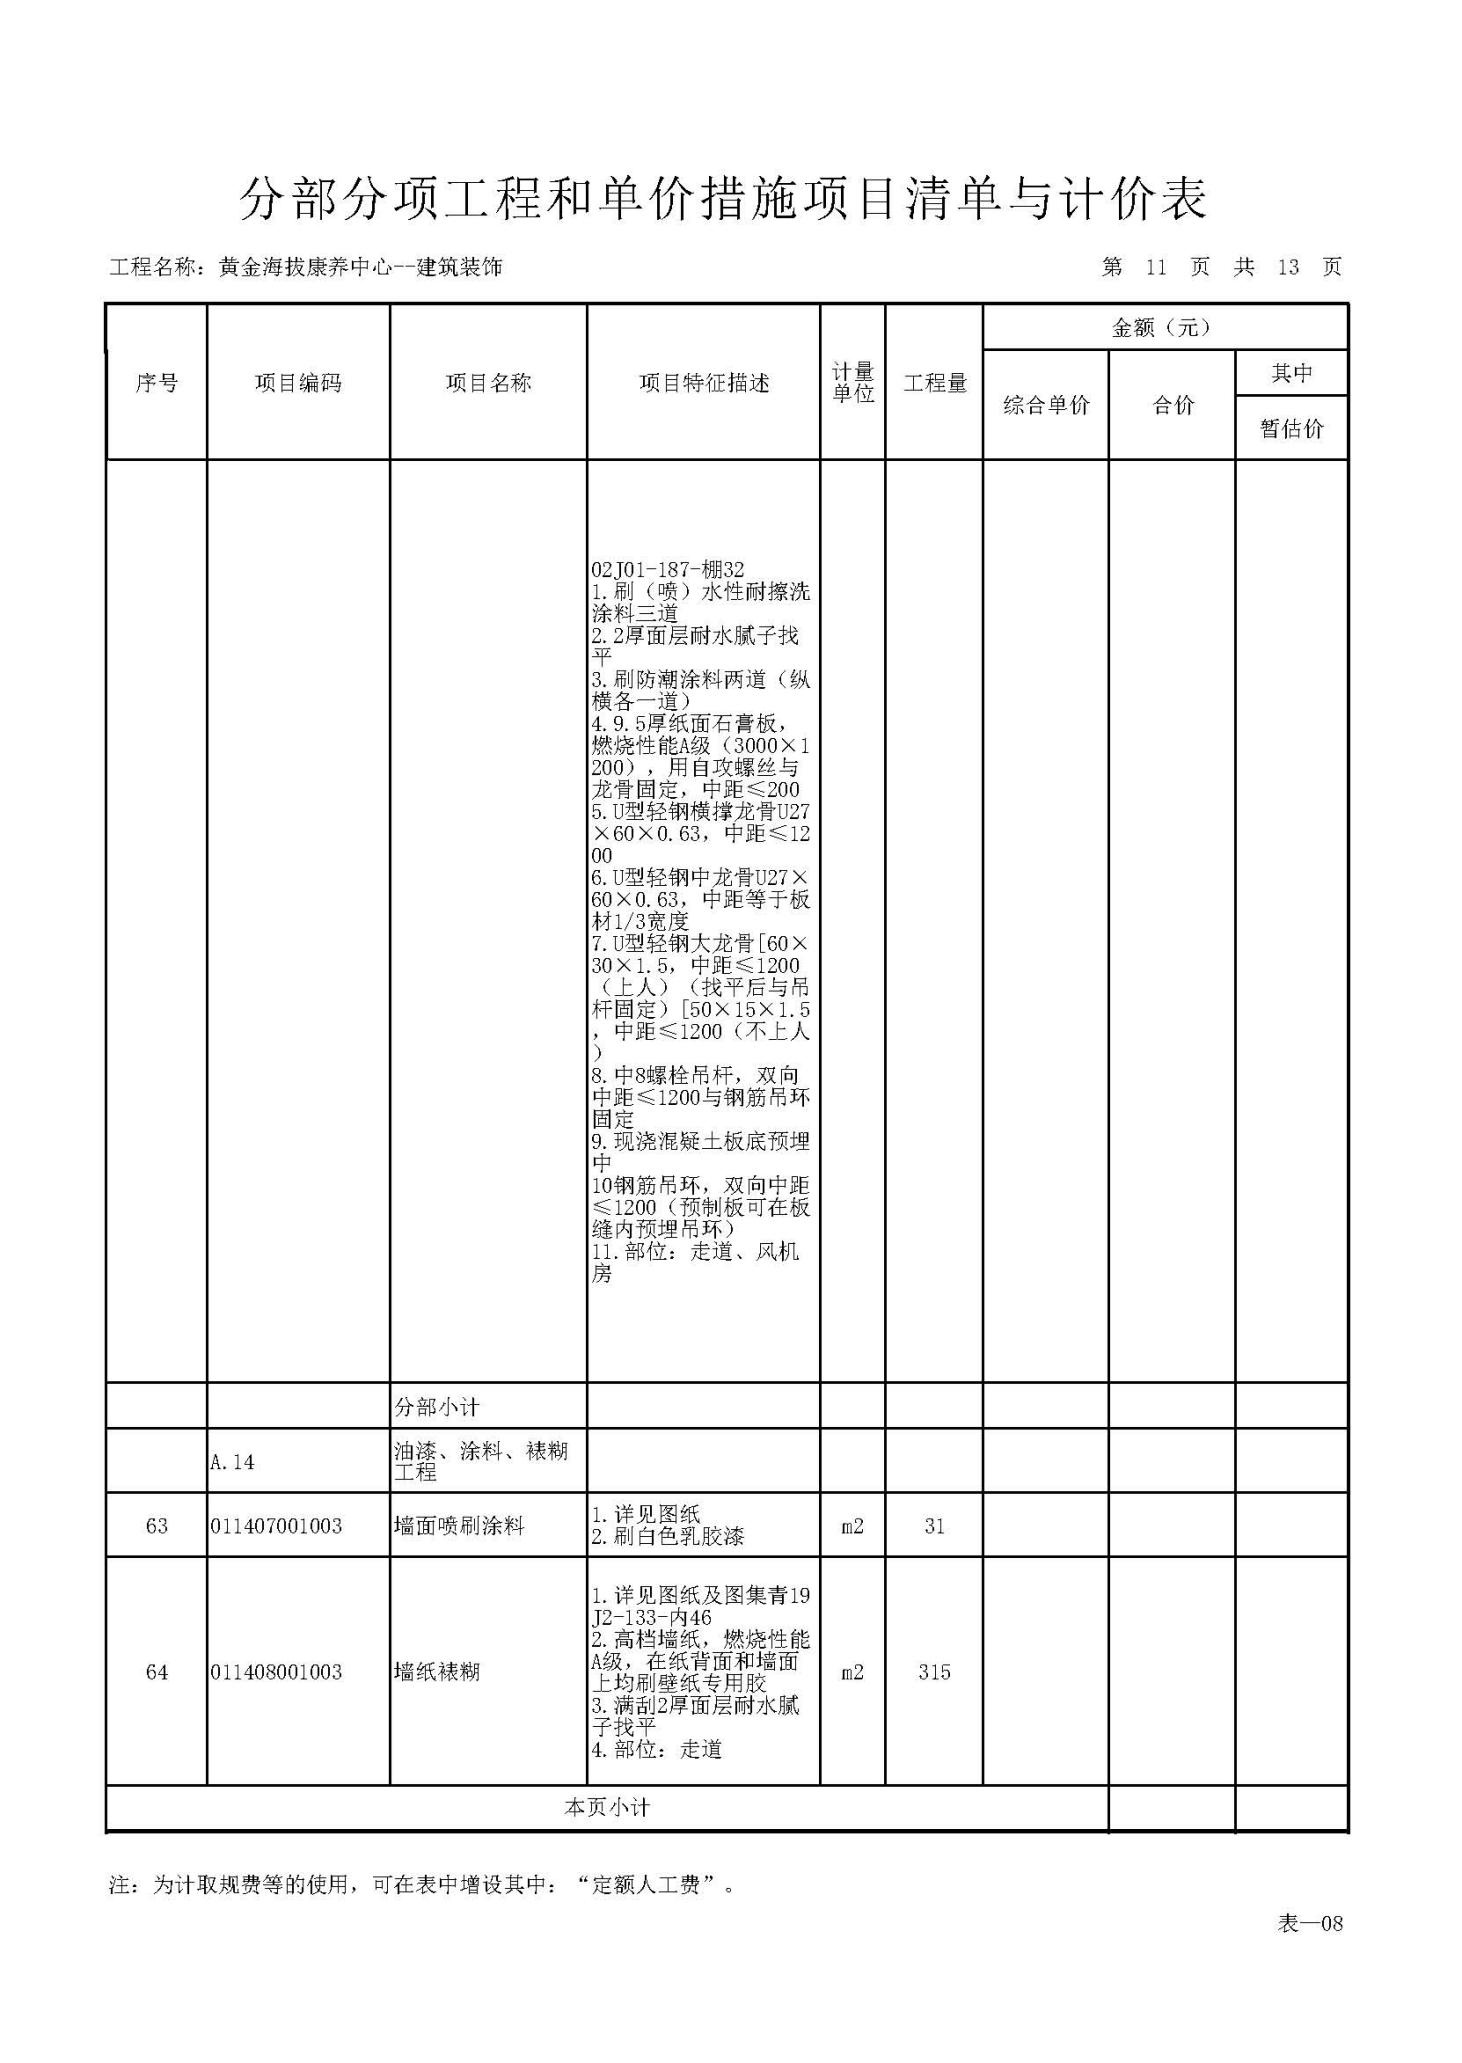 分部分项工程和单价措施项目清单与计价表
工程名称：黄金海拔康养中心--建筑装饰
第 11 页 共 13 页
序号
项目编码
项目名称
项目特征描述
计量
单位
工程量
金额（元）
综合单价
合价
其中
暂估价
02J01-187-棚32
1.刷（喷）水性耐擦洗
涂料三道
2.2厚面层耐水腻子找
平
3.刷防潮涂料两道（纵
横各一道）
4.9.5厚纸面石膏板，
燃烧性能A级（3000×1
200），用自攻螺丝与
龙骨固定，中距≤200
5.U型轻钢横撑龙骨U27
×60×0.63，中距≤12
00
6.U型轻钢中龙骨U27×
60×0.63，中距等于板
材1/3宽度
7.U型轻钢大龙骨[60×
30×1.5，中距≤1200
（上人）（找平后与吊
杆固定）[50×15×1.5
，中距≤1200（不上人
）
8.中8螺栓吊杆，双向
中距≤1200与钢筋吊环
固定
9.现浇混凝土板底预埋
中
10钢筋吊环，双向中距
≤1200（预制板可在板
缝内预埋吊环）
11.部位：走道、风机
房
分部小计
A.14
油漆、涂料、裱糊
工程
63
011407001003
墙面喷刷涂料
1.详见图纸
2.刷白色乳胶漆
m2
31
64
011408001003
墙纸裱糊
1.详见图纸及图集青19
J2-133-内46
2.高档墙纸，燃烧性能
A级，在纸背面和墙面
上均刷壁纸专用胶
3.满刮2厚面层耐水腻
子找平
4.部位：走道
m2
315
本页小计
注：为计取规费等的使用，可在表中增设其中：“定额人工费”。
表—08